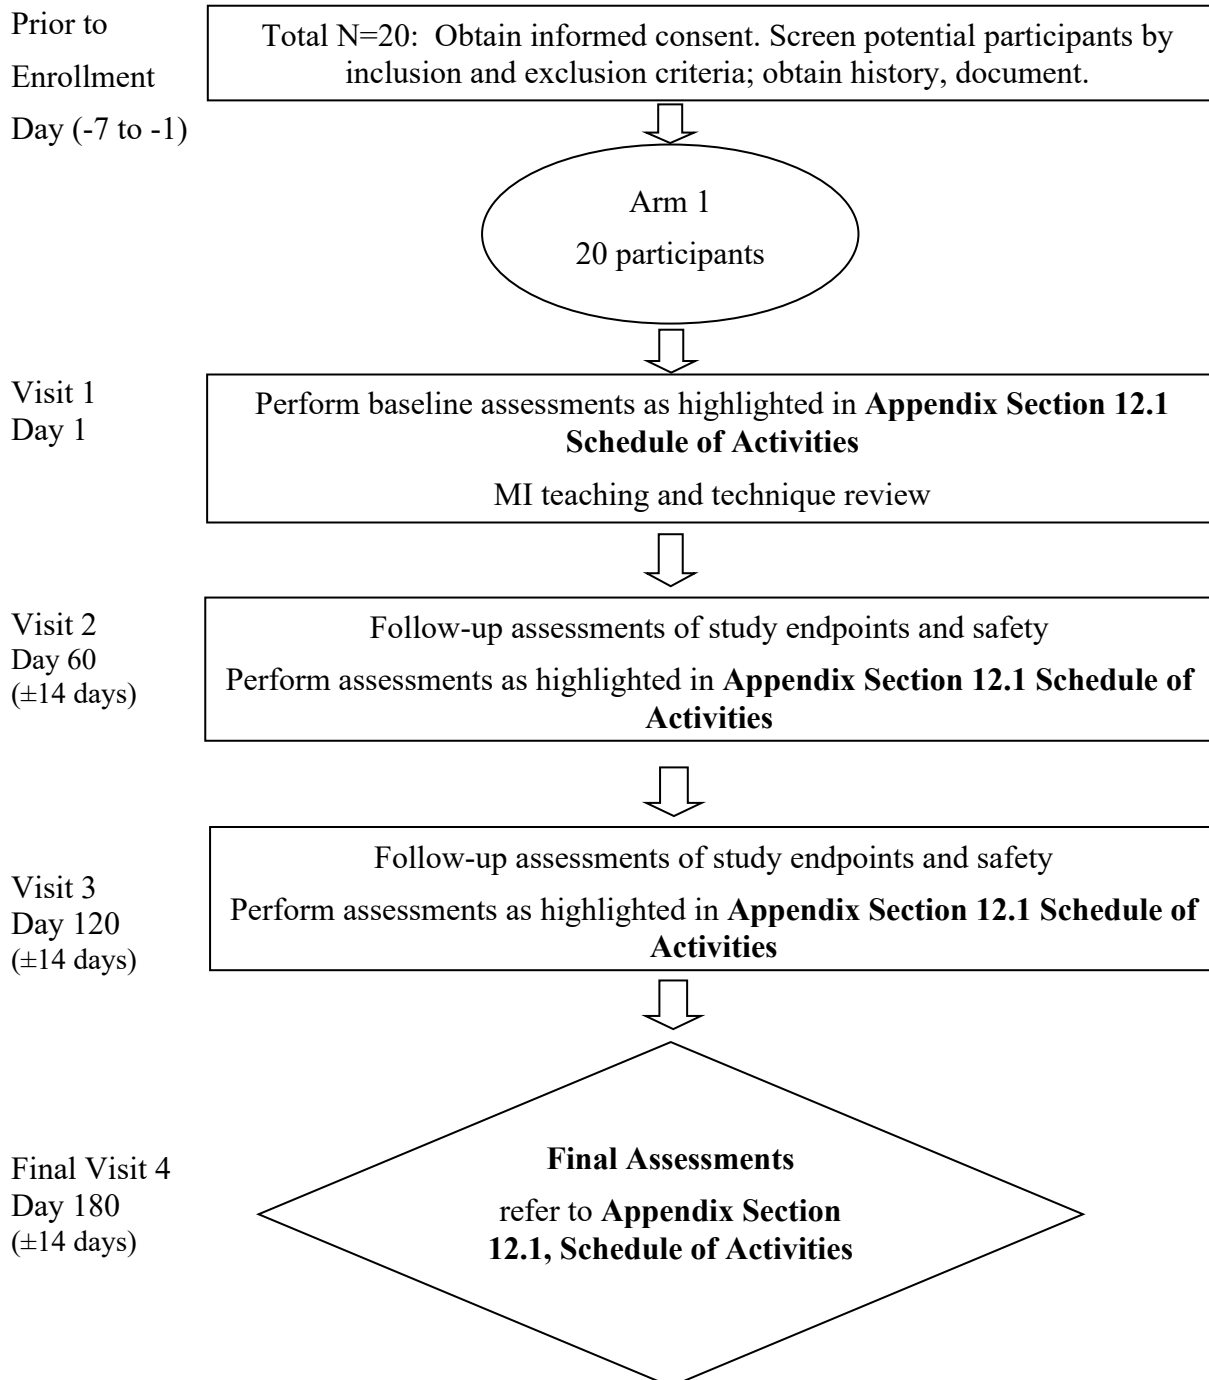 Prior to
Enrollment
Day (-7 to -1)
Total N=20:  Obtain informed consent. Screen potential participants by
inclusion and exclusion criteria; obtain history, document.
Arm 1
20 participants
Visit 1
Day 1
Perform baseline assessments as highlighted in Appendix Section 12.1
Schedule of Activities
MI teaching and technique review
Visit 2
Day 60
(±14 days)
Follow-up assessments of study endpoints and safety
Perform assessments as highlighted in Appendix Section 12.1 Schedule of
Activities
Visit 3
Day 120
(±14 days)
Follow-up assessments of study endpoints and safety
Perform assessments as highlighted in Appendix Section 12.1 Schedule of
Activities
Final Visit 4
Day 180
(±14 days)
Final Assessments
refer to Appendix Section
12.1, Schedule of Activities